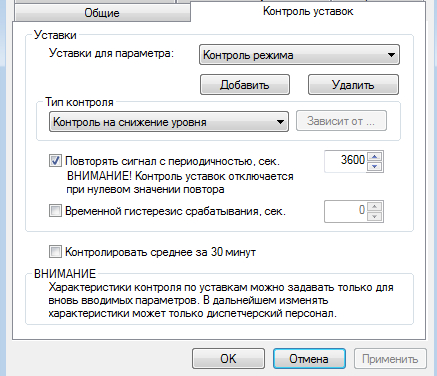 Общие
Контроль уставок
Уставки
Уставки для параметра:
Контроль режима
Добавить
Удалить
Тип контроля
Контроль на снижение уровня
Зависит от ...
Повторять сигнал с периодичностью, сек.
3600
ВНИМАНИЕ! Контроль уставок отключается
при нулевом значении повтора
Временной гистерезис срабатывания, сек.
0
Контролировать среднее за 30 минут
ВНИМАНИЕ
Характеристики контроля по уставкам можно задавать только для
вновь вводимых параметров. В дальнейшем изменять
характеристики может только диспетчерский персонал.
OK
Отмена
Применить